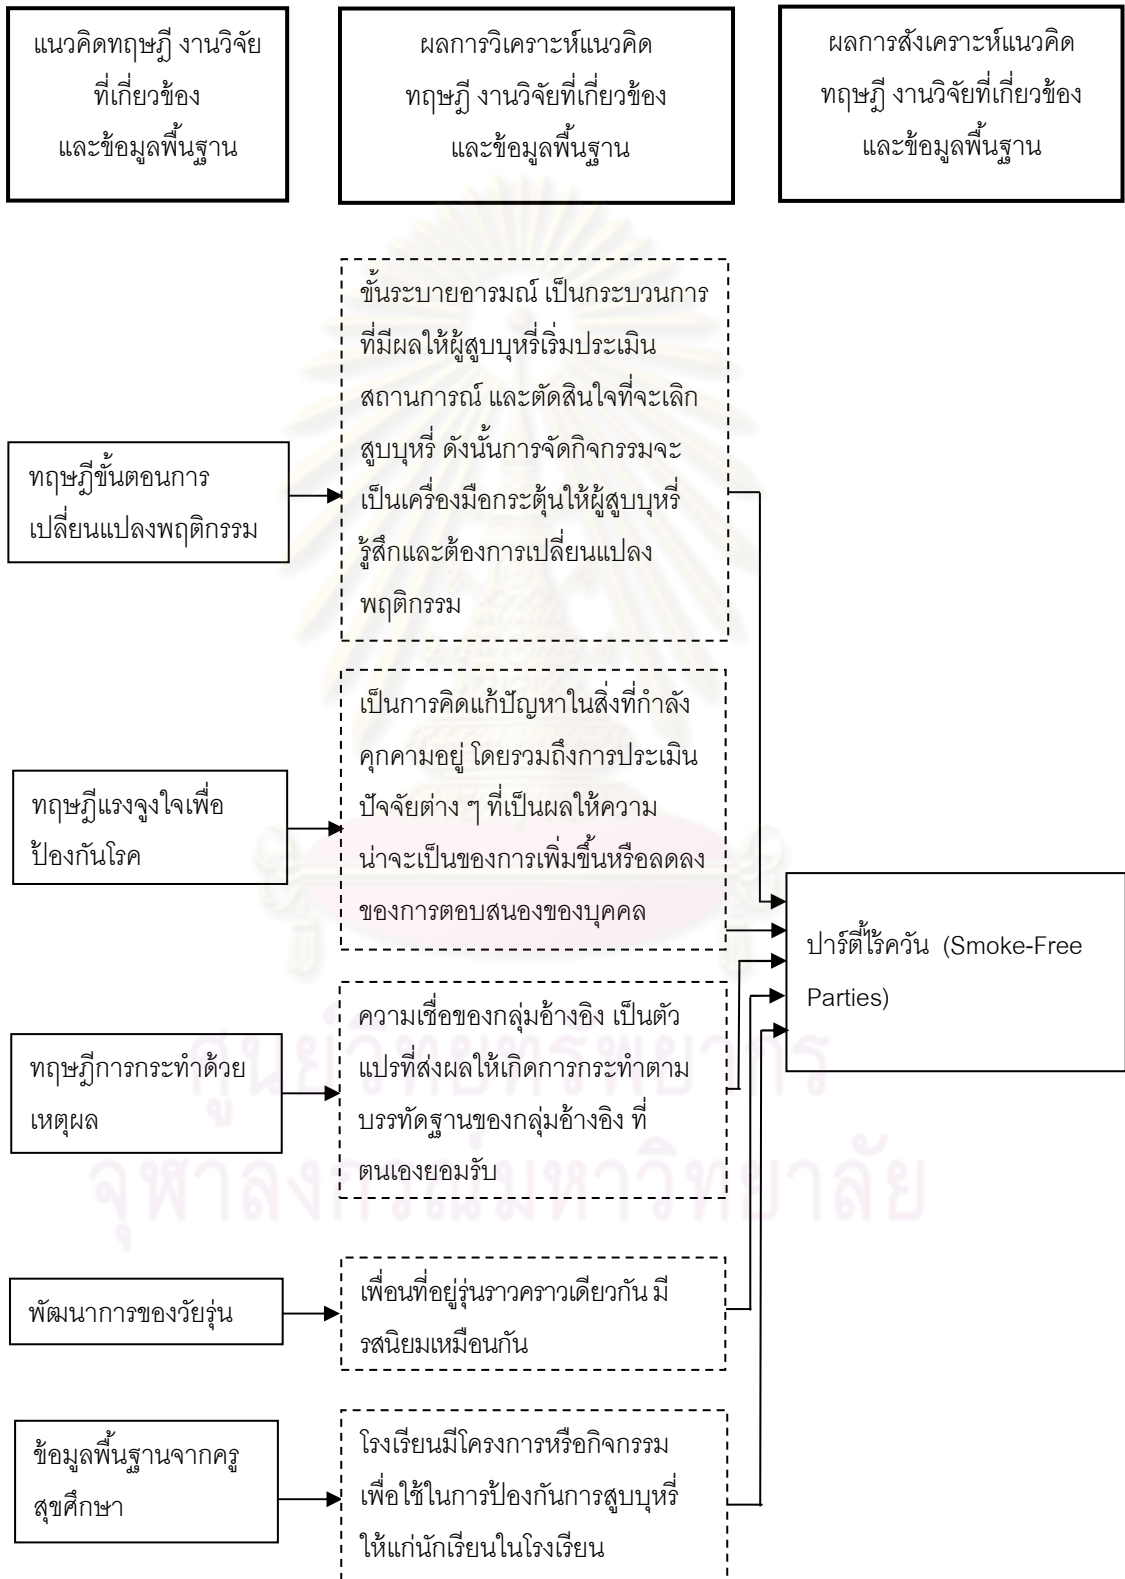 แนวคิดทฤษฎี งานวิจัย
ที่เกี่ยวข้อง
และข้อมูลพื้นฐาน
ผลการวิเคราะห์แนวคิด
ทฤษฎี งานวิจัยที่เกี่ยวข้อง
และข้อมูลพื้นฐาน
ผลการสังเคราะห์แนวคิด
ทฤษฎี งานวิจัยที่เกี่ยวข้อง
และข้อมูลพื้นฐาน
ทฤษฎีขั้นตอนการ
เปลี่ยนแปลงพฤติกรรม
ขั้นระบายอารมณ์ เป็นกระบวนการ
ที่มีผลให้ผู้สูบบุหรี่เริ่มประเมิน
สถานการณ์ และตัดสินใจที่จะเลิก
สูบบุหรี่ ดังนั้นการจัดกิจกรรมจะ
เป็นเครื่องมือกระตุ้นให้ผู้สูบบุหรี่
รู้สึกและต้องการเปลี่ยนแปลง
พฤติกรรม
ทฤษฎีแรงจูงใจเพื่อ
ป้องกันโรค
เป็นการคิดแก้ปัญหาในสิ่งที่กำลัง
คุกคามอยู่ โดยรวมถึงการประเมิน
ปัจจัยต่าง ๆ ที่เป็นผลให้ความ
น่าจะเป็นของการเพิ่มขึ้นหรือลดลง
ของการตอบสนองของบุคคล
ทฤษฎีการกระทำด้วย
เหตุผล
ความเชื่อของกลุ่มอ้างอิง เป็นตัว
แปรที่ส่งผลให้เกิดการกระทำตาม
บรรทัดฐานของกลุ่มอ้างอิง ที่
ตนเองยอมรับ
พัฒนาการของวัยรุ่น
เพื่อนที่อยู่รุ่นราวคราวเดียวกัน มี
รสนิยมเหมือนกัน
ข้อมูลพื้นฐานจากครู
สุขศึกษา
โรงเรียนมีโครงการหรือกิจกรรม
เพื่อใช้ในการป้องกันการสูบบุหรี่
ให้แก่นักเรียนในโรงเรียน
ปาร์ตี้ไร้ควัน (Smoke-Free
Parties)
ศูนย์วิทยทรัพยากร
จุฬาลงกรณ์มหาวิทยาลัย